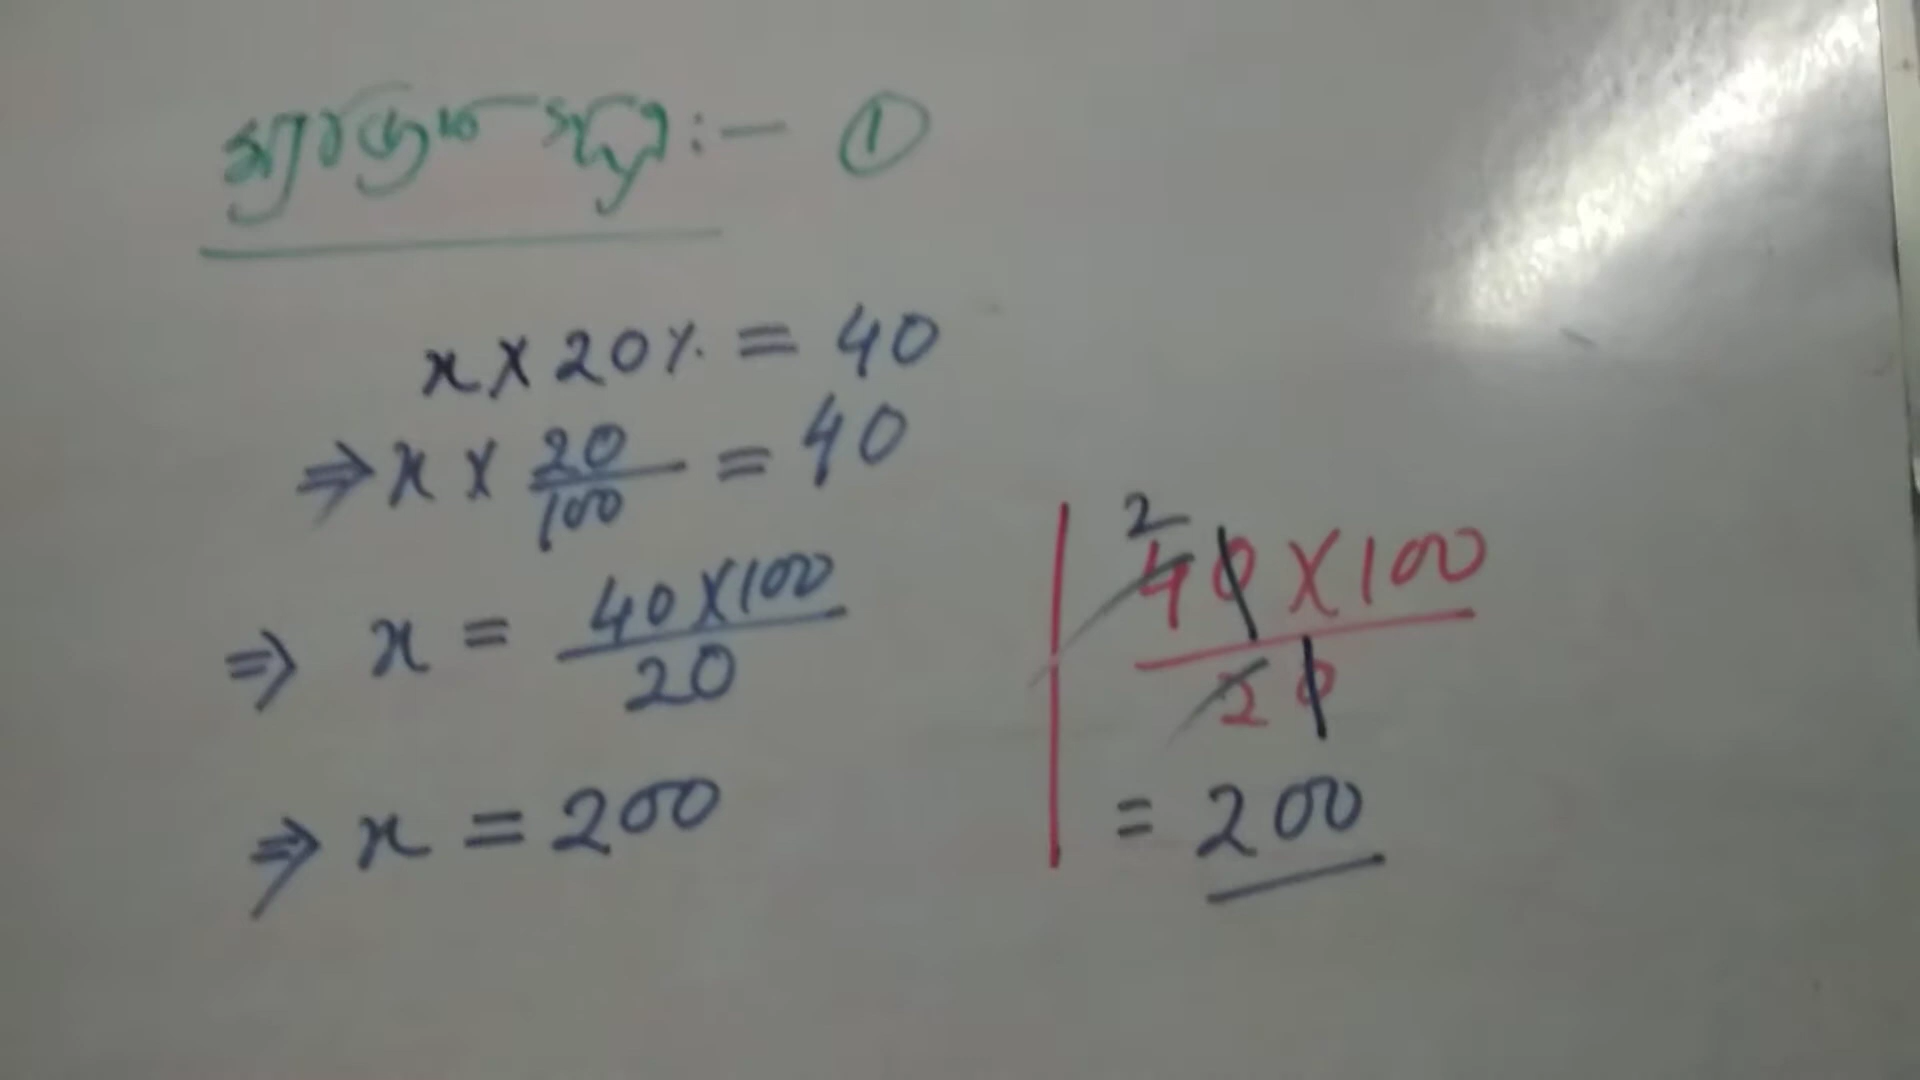 :— ①
x × 20% = 40
⇒ x × 20/100 = 40
⇒ x = 40 × 100 / 20
⇒ x = 200
2
40 × 100
20
= 200